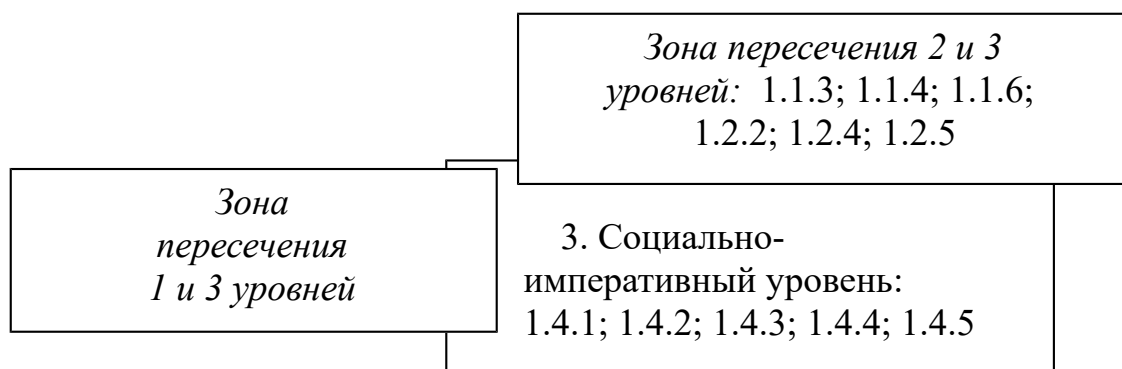 Зона пересечения 2 и 3
уровней: 1.1.3; 1.1.4; 1.1.6;
1.2.2; 1.2.4; 1.2.5
Зона
пересечения
1 и 3 уровней
3. Социально-
императивный уровень:
1.4.1; 1.4.2; 1.4.3; 1.4.4; 1.4.5